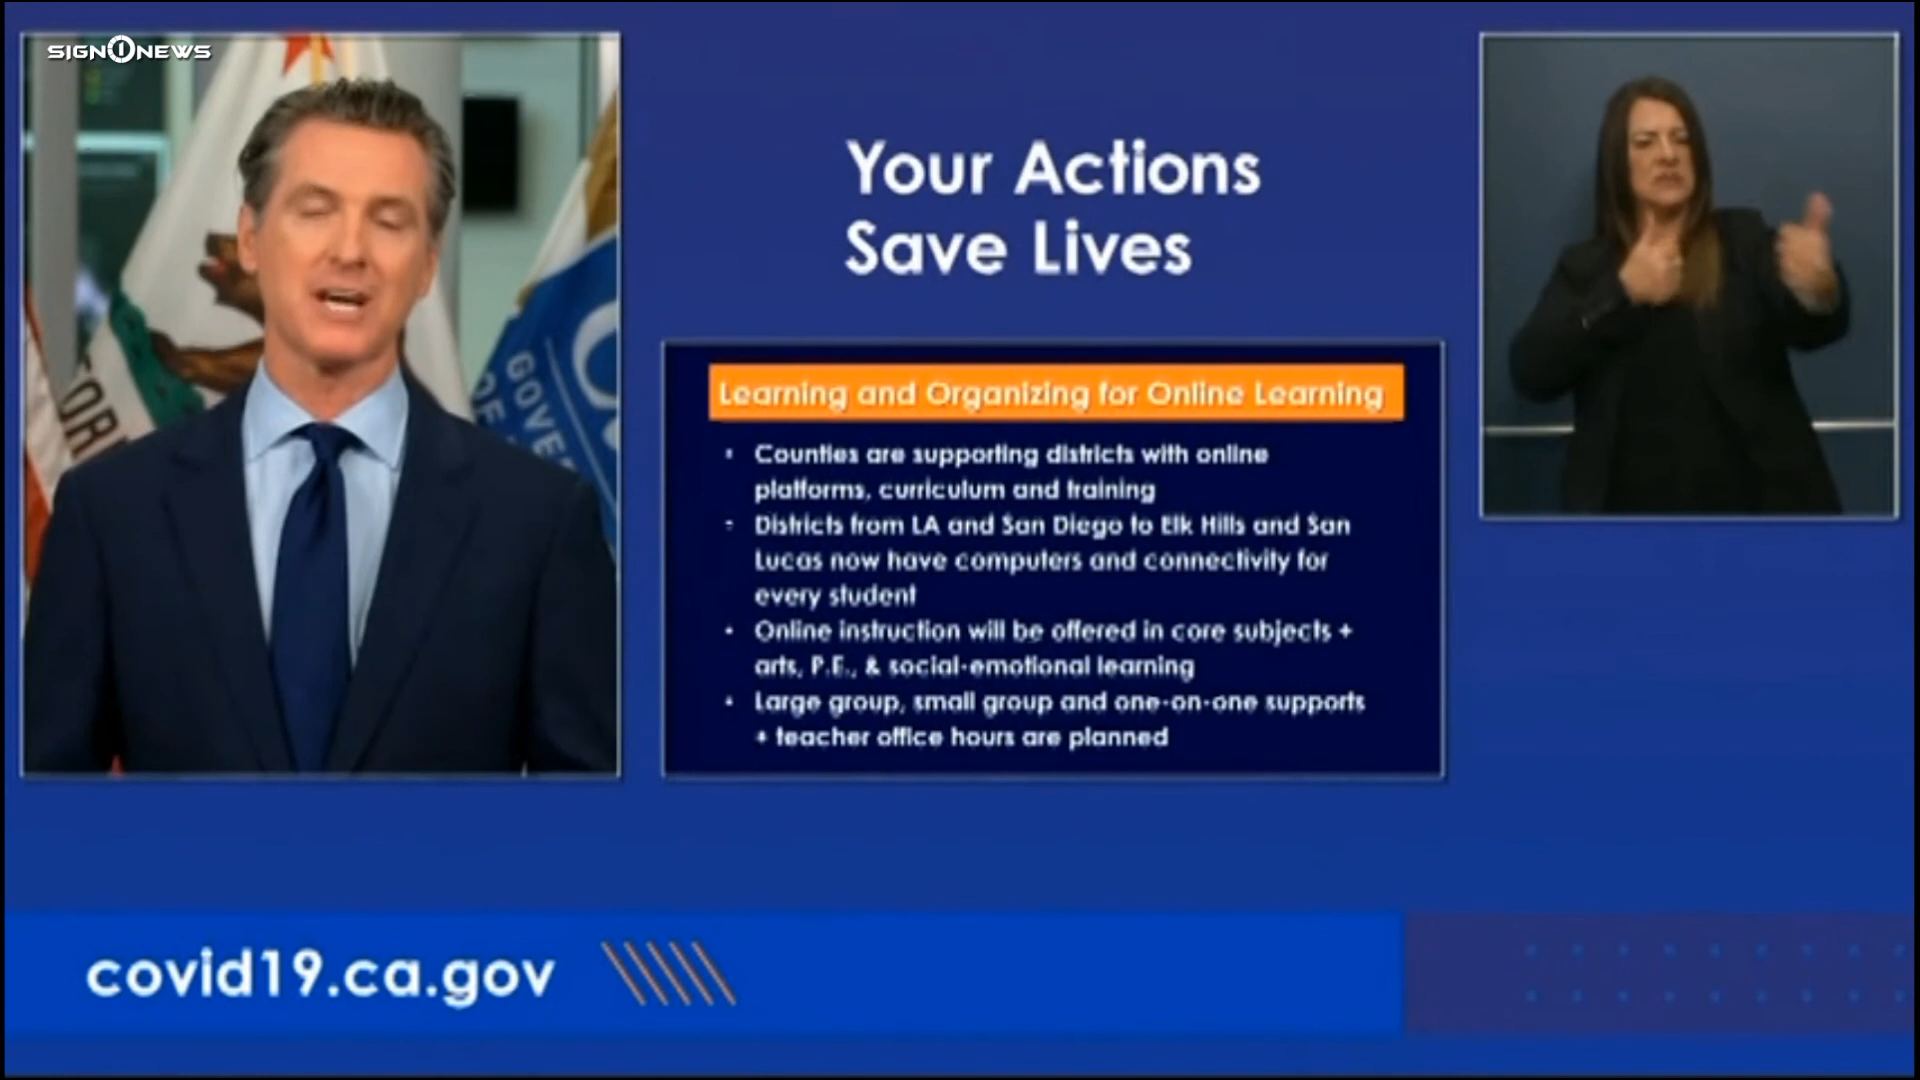 SIGN1NEWS
Your Actions
Save Lives
Learning and Organizing for Online Learning
• Counties are supporting districts with online
platforms, curriculum and training
- Districts from LA and San Diego to Elk Hills and San
Lucas now have computers and connectivity for
every student
• Online instruction will be offered in core subjects +
arts, P.E., & social-emotional learning
• Large group, small group and one-on-one supports
+ teacher office hours are planned
GOVE
covid19.ca.gov